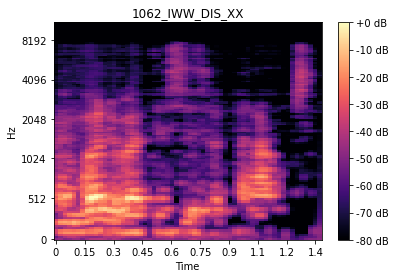 1062_IWW_DIS_XX
+0 dB
8192
-10 dB
4096
-20 dB
-30 dB
2048
Hz
-40 dB
1024
-50 dB
512
-60 dB
-70 dB
0
-80 dB
0 0.15 0.3 0.45 0.6 0.75 0.9 1.1 1.2 1.4
Time